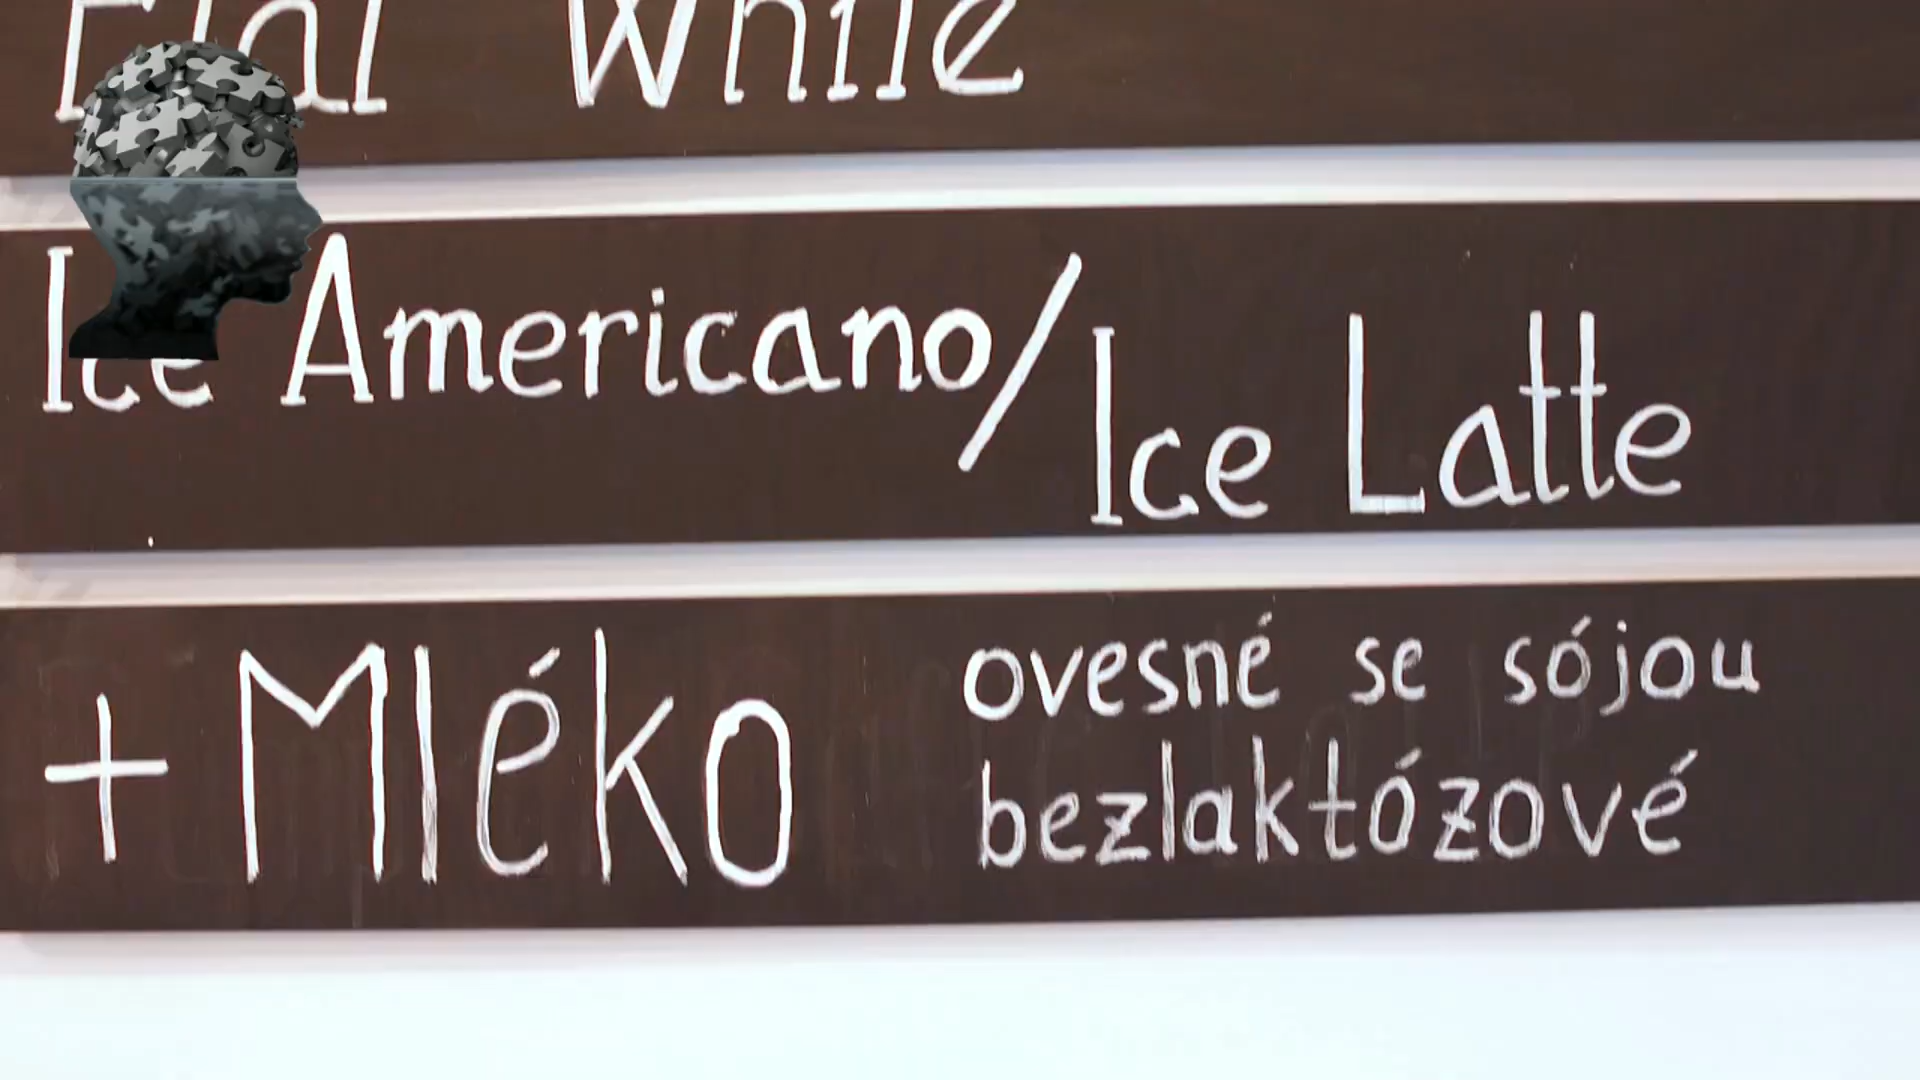 Flat White
Ice Americano/Ice Latte
+ Mléko
ovesné se sójou
bezlaktózové